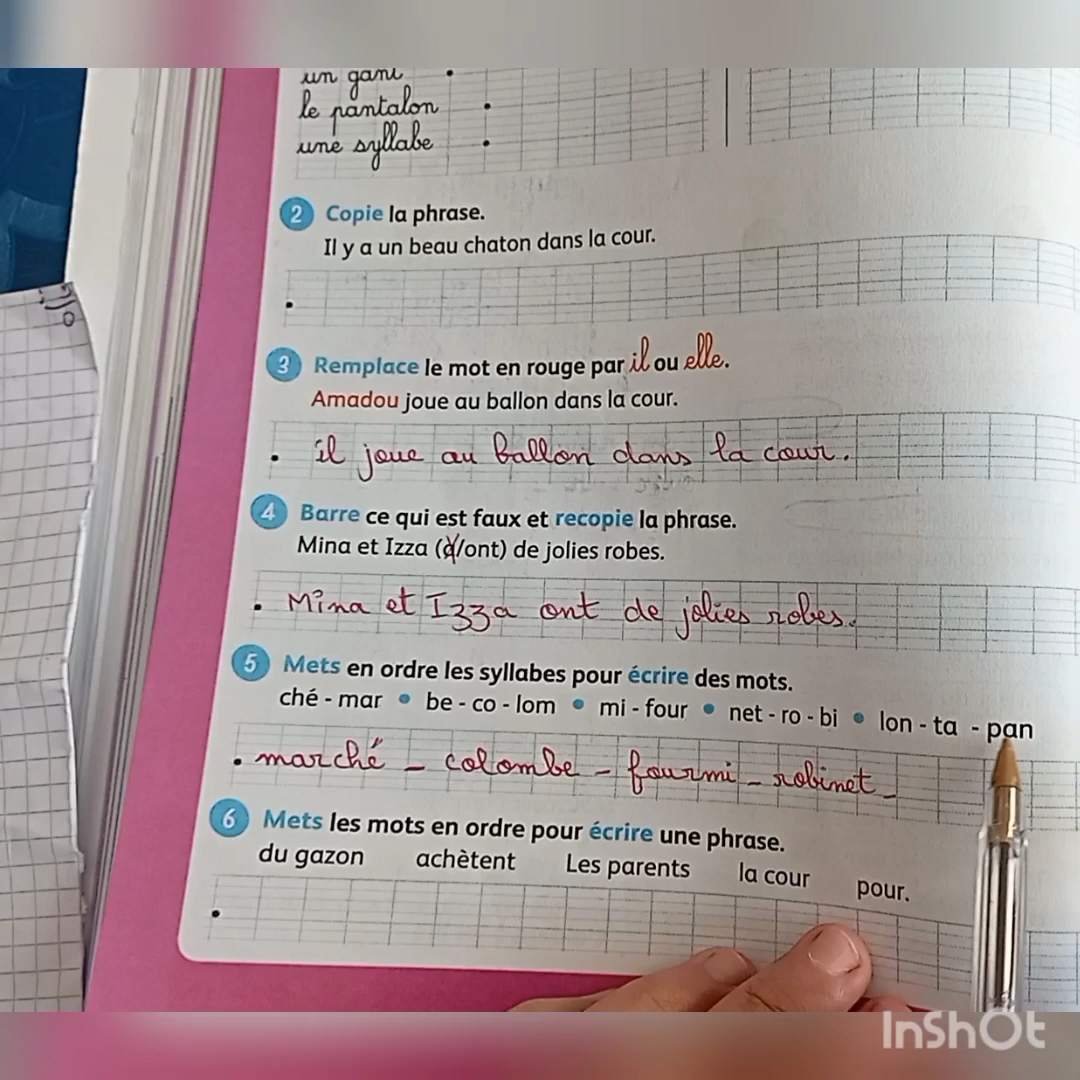 un gant
le pantalon
une syllabe
2 Copie la phrase.
Il y a un beau chaton dans la cour.
3 Remplace le mot en rouge par il ou elle.
Amadou joue au ballon dans la cour.
il joue au ballon dans la cour.
4 Barre ce qui est faux et recopie la phrase.
Mina et Izza (a/ont) de jolies robes.
Mina et Izza ont de jolies robes.
5 Mets en ordre les syllabes pour écrire des mots.
ché - mar • be - co - lom • mi - four • net - ro - bi • lon - ta - pan
marché - colombe - fourmi - robinet -
6 Mets les mots en ordre pour écrire une phrase.
du gazon achètent Les parents la cour pour.
InShOt